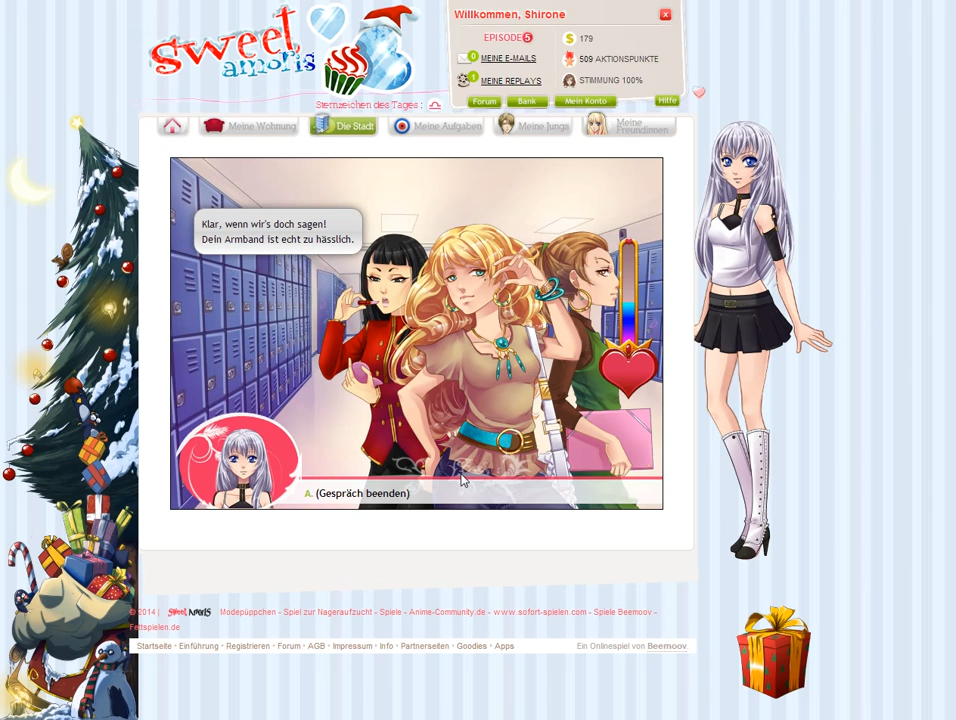 sweet
amoris
Willkommen, Shirone
x
EPISODE 5
$ 179
0 MEINE E-MAILS
509 AKTIONSPUNKTE
1 MEINE REPLAYS
STIMMUNG 100%
Forum
Bank
Mein Konto
Hilfe
Sternzeichen des Tages : ♎
Meine Wohnung
Die Stadt
Meine Aufgaben
Meine Jungs
Meine
Freundinnen
Klar, wenn wir's doch sagen!
Dein Armband ist echt zu hässlich.
A. (Gespräch beenden)
© 2014 | Sweet Amoris Modepüppchen - Spiel zur Nageraufzucht - Spiele - Anime-Community.de - www.sofort-spielen.com - Spiele Beemoov -
Fettspielen.de
Startseite • Einführung • Registrieren • Forum • AGB • Impressum • Info • Partnerseiten • Goodies • Apps
Ein Onlinespiel von Beemoov